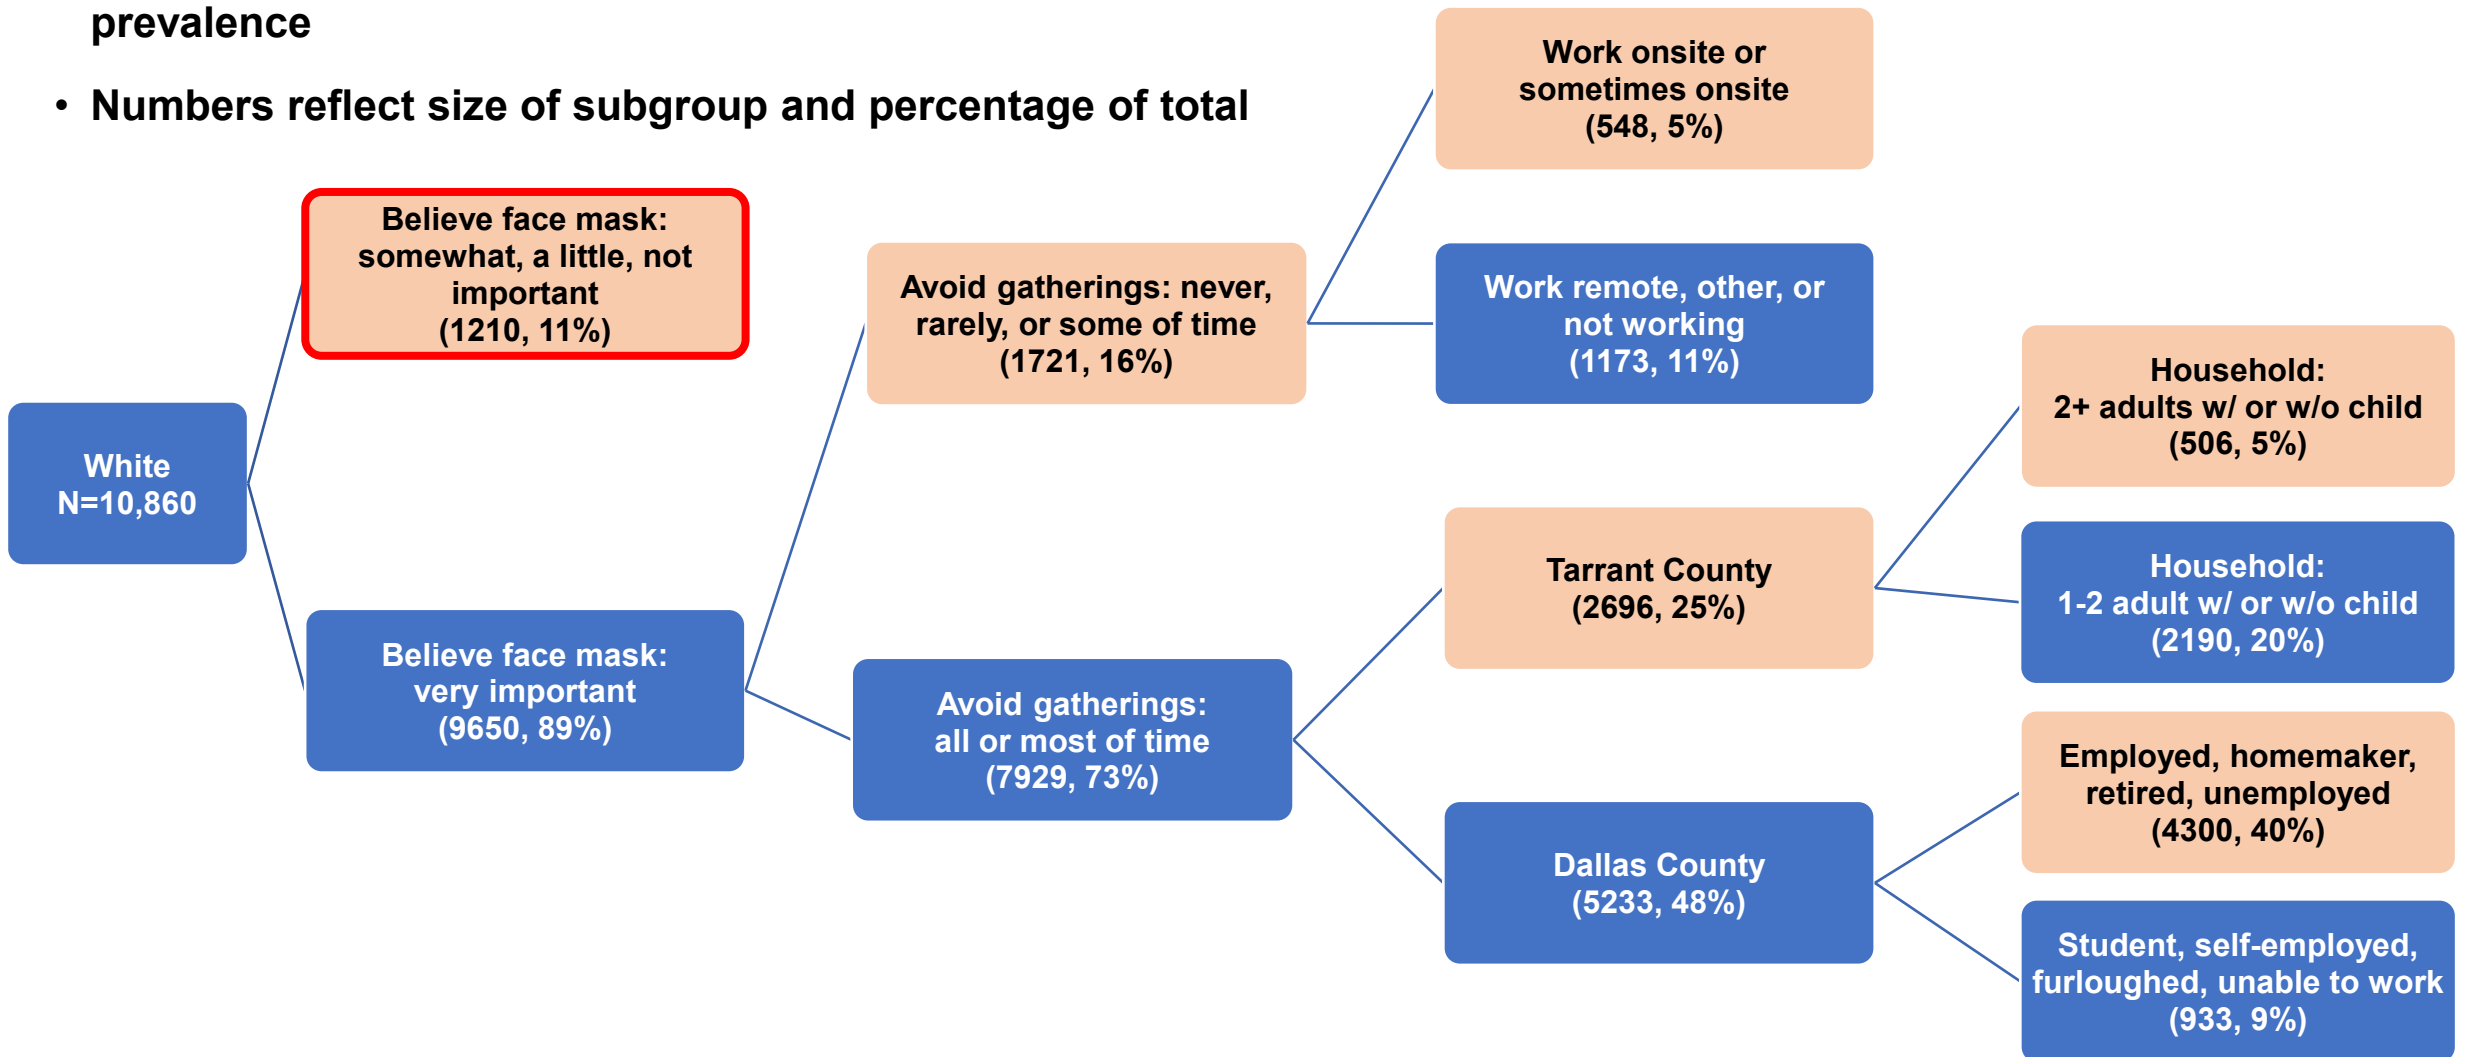 prevalence
• Numbers reflect size of subgroup and percentage of total
White
N=10,860
Believe face mask:
somewhat, a little, not
important
(1210, 11%)
Believe face mask:
very important
(9650, 89%)
Avoid gatherings: never,
rarely, or some of time
(1721, 16%)
Avoid gatherings:
all or most of time
(7929, 73%)
Work onsite or
sometimes onsite
(548, 5%)
Work remote, other, or
not working
(1173, 11%)
Tarrant County
(2696, 25%)
Dallas County
(5233, 48%)
Household:
2+ adults w/ or w/o child
(506, 5%)
Household:
1-2 adult w/ or w/o child
(2190, 20%)
Employed, homemaker,
retired, unemployed
(4300, 40%)
Student, self-employed,
furloughed, unable to work
(933, 9%)